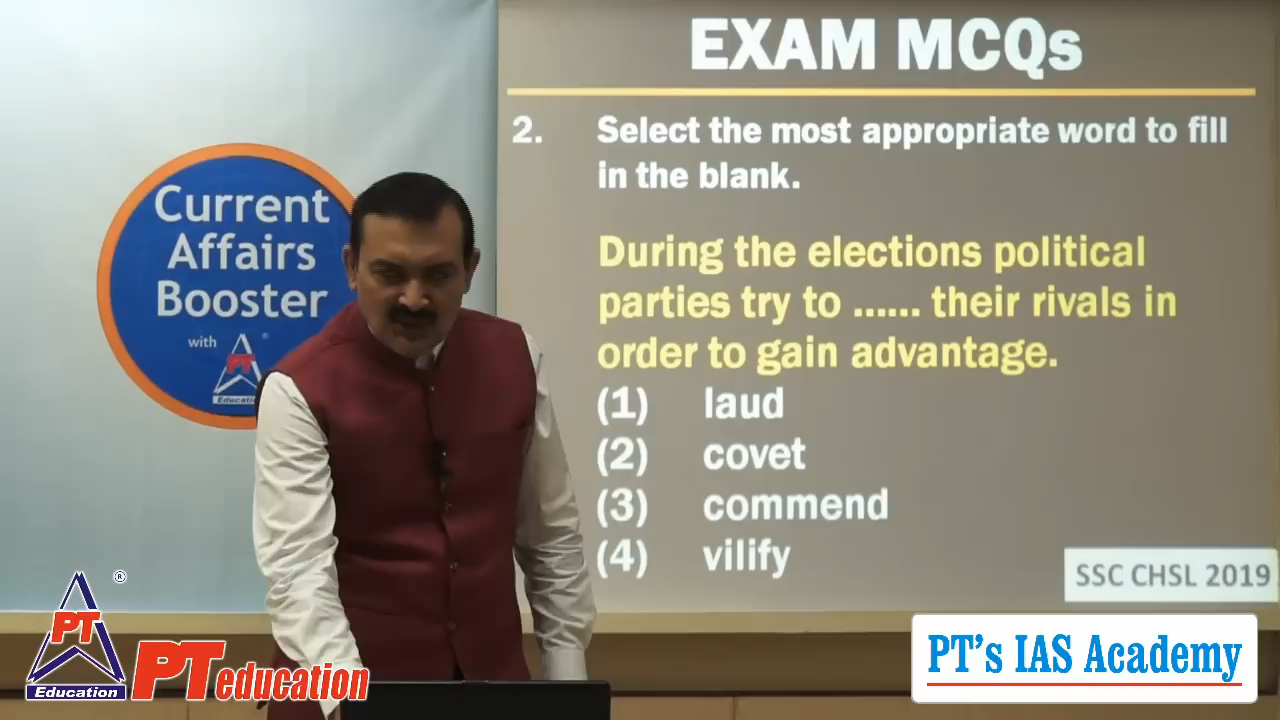 EXAM MCQs
2. Select the most appropriate word to fill
in the blank.
During the elections political
parties try to ...... their rivals in
order to gain advantage.
(1) laud
(2) covet
(3) commend
(4) vilify
SSC CHSL 2019
Current
Affairs
Booster
with
PT
®
Education
PT
®
Education
PT education
PT's IAS Academy